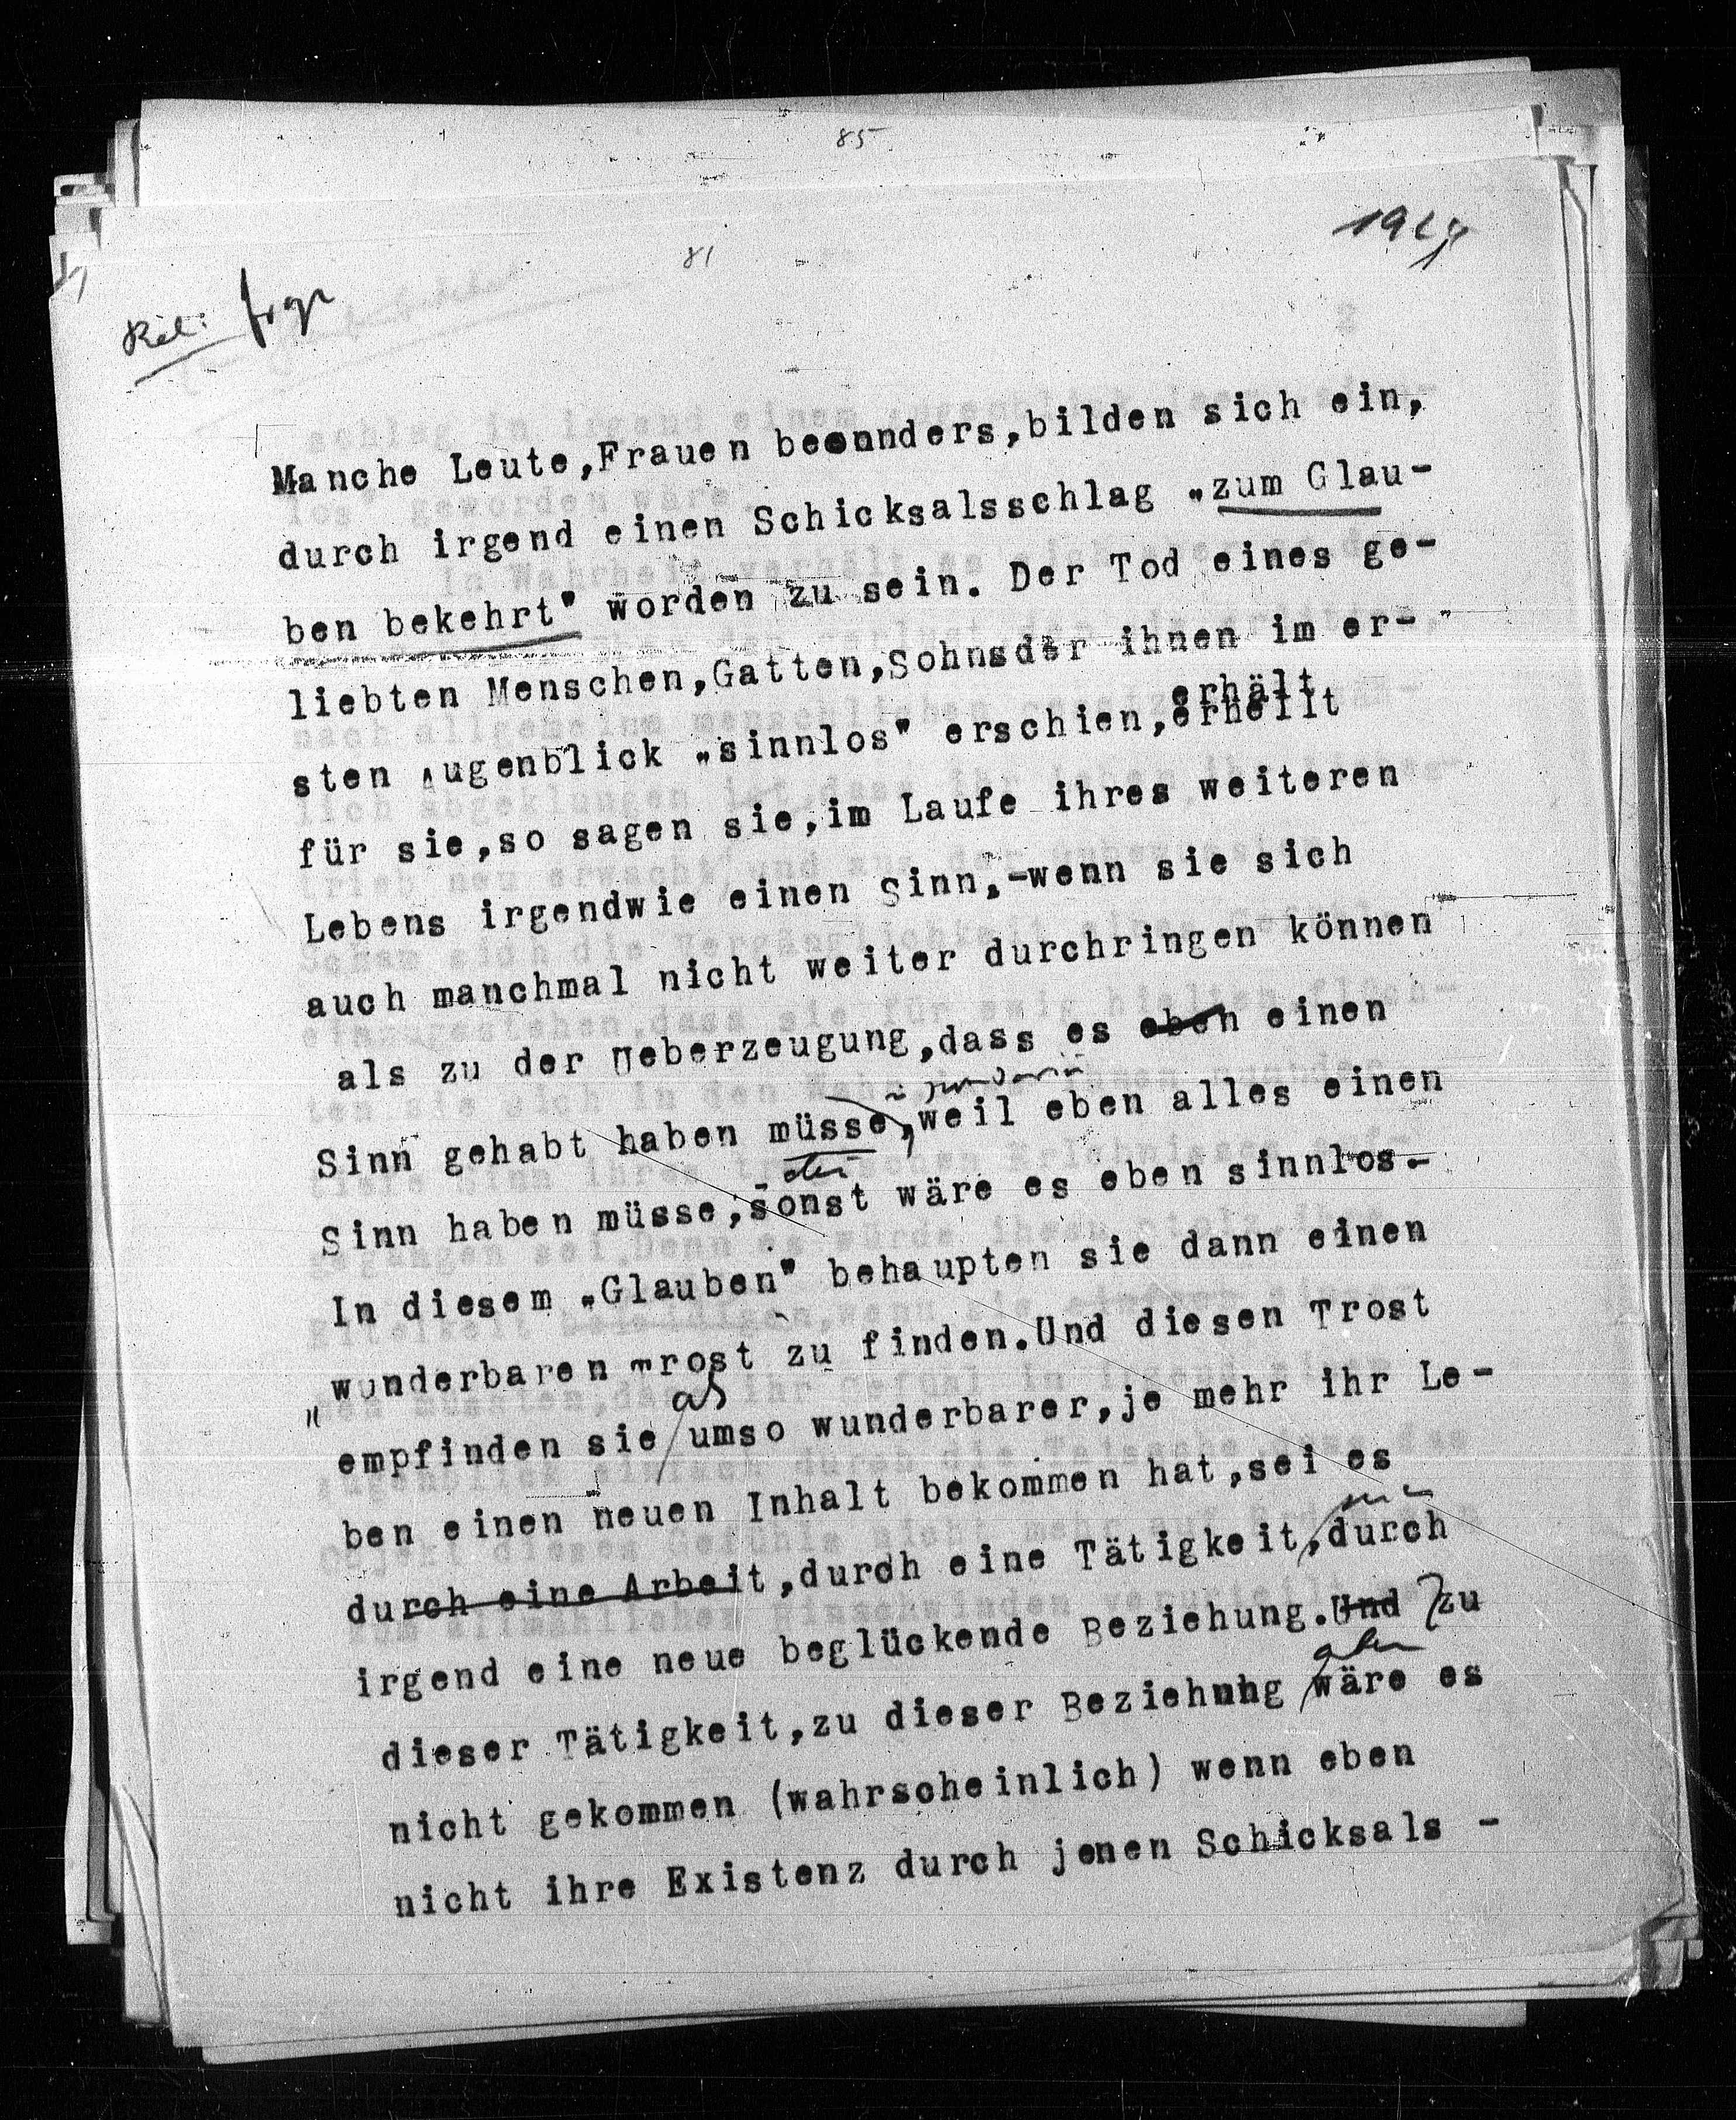 85
81
Manche Leute,Frauen beonnders,bilden sich ein,
durch irgend einen Schicksalsschlag „zum Glau-
ben bekehrt" worden zu sein. Der Tod eines ge-
liebten Menschen,Gatten,Sohnsder ihnen im er-
erhält
sten Augenblick „sinnlos" erschien,erhellt
für sie,so sagen sie,im Laufe ihres weiteren
Lebens irgendwie einen Sinn,-wenn sie sich
auch manchmal nicht weiter durchringen können
als zu der Ueberzeugung,dass es eben einen
Sinn gehabt haben müsse,weil eben alles einen
Sinn haben müsse,sonst wäre es eben sinnlos.-
In diesem „Glauben" behaupten sie dann einen
wunderbaren Trost zu finden.Und diesen Trost
as
empfinden sie umso wunderbarer,je mehr ihr Le-
ben einen neuen Inhalt bekommen hat,sei es
durch eine Arbeit,durch eine Tätigkeit,durch
irgend eine neue beglückende Beziehung.Und zu
aber
dieser Tätigkeit,zu dieser Beziehung wäre es
nicht gekommen (wahrscheinlich) wenn eben
nicht ihre Existenz durch jenen Schicksals -